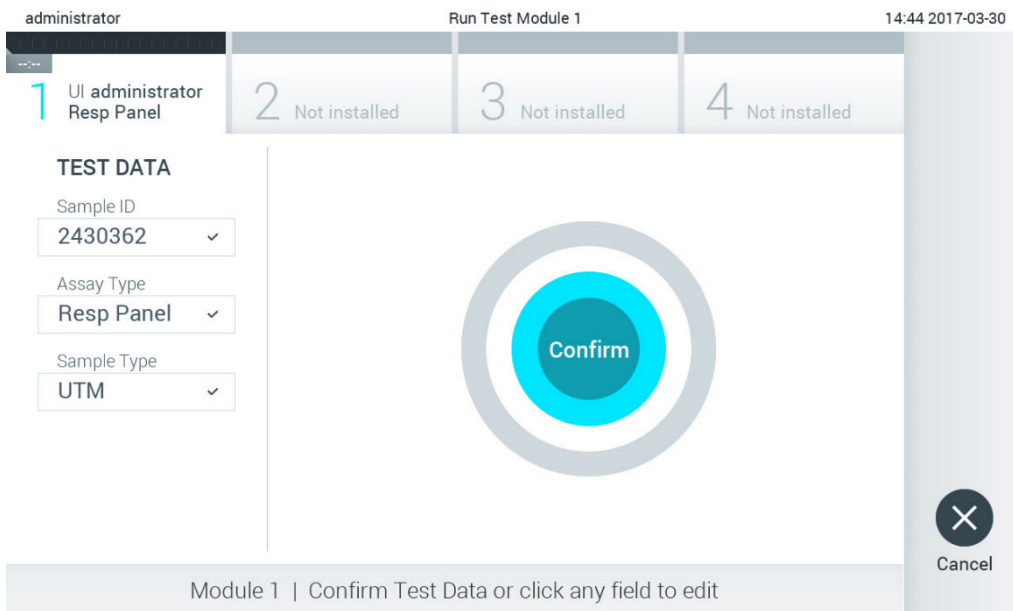 administrator
Run Test Module 1
14:44 2017-03-30
--:--
1 UI administrator
Resp Panel
2 Not installed
3 Not installed
4 Not installed
TEST DATA
Sample ID
2430362
Assay Type
Resp Panel
Sample Type
UTM
Confirm
Cancel
Module 1 | Confirm Test Data or click any field to edit